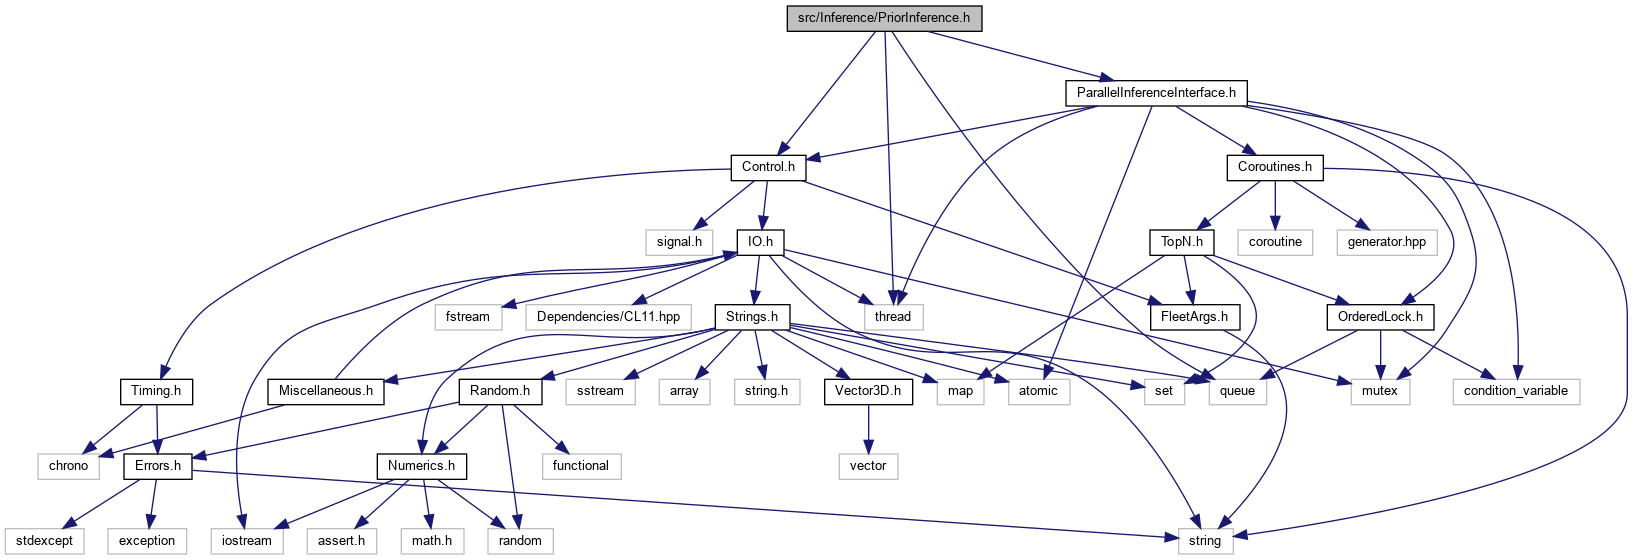 src/Inference/PriorInference.h
ParallelInferenceInterface.h
Control.h
Coroutines.h
signal.h
IO.h
TopN.h
coroutine
generator.hpp
fstream
Dependencies/CL11.hpp
Strings.h
thread
FleetArgs.h
OrderedLock.h
Timing.h
Miscellaneous.h
Random.h
sstream
array
string.h
Vector3D.h
map
atomic
set
queue
mutex
condition_variable
chrono
Errors.h
Numerics.h
functional
vector
stdexcept
exception
iostream
assert.h
math.h
random
string